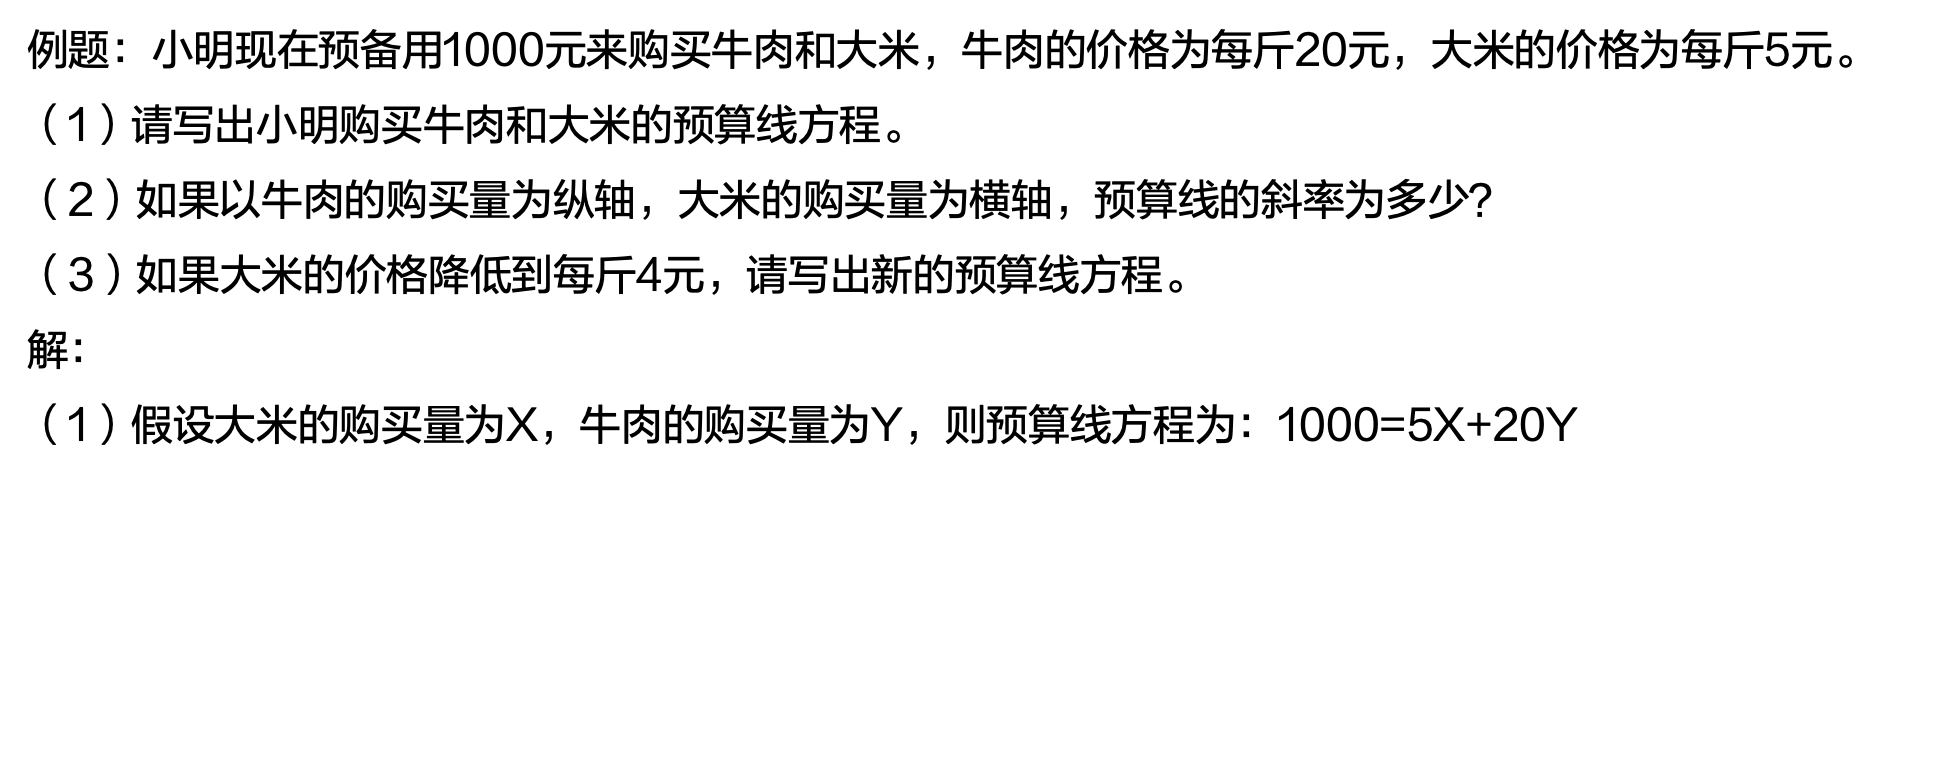 例题：小明现在预备用1000元来购买牛肉和大米，牛肉的价格为每斤20元，大米的价格为每斤5元。
（1）请写出小明购买牛肉和大米的预算线方程。
（2）如果以牛肉的购买量为纵轴，大米的购买量为横轴，预算线的斜率为多少？
（3）如果大米的价格降低到每斤4元，请写出新的预算线方程。
解：
（1）假设大米的购买量为X，牛肉的购买量为Y，则预算线方程为：1000=5X+20Y